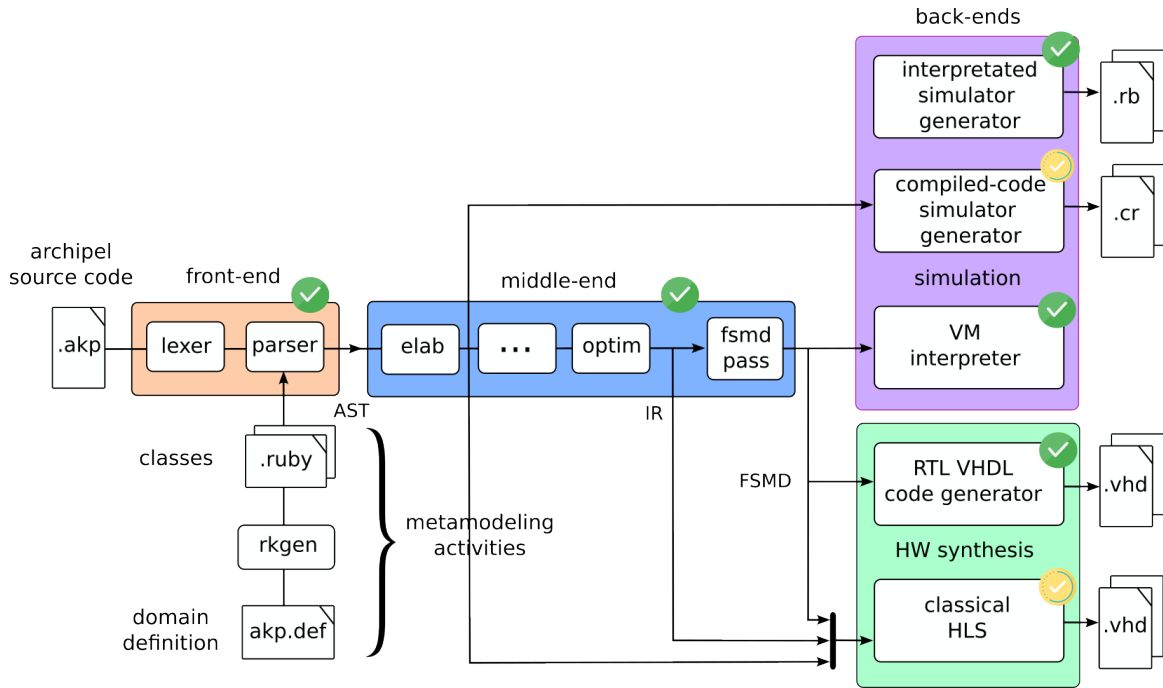 back-ends
interpretated
simulator
generator
.rb
compiled-code
simulator
generator
.cr
simulation
VM
interpreter
archipel
source code
front-end
middle-end
.akp
lexer
parser
elab
...
optim
fsmd
pass
AST
IR
classes
.ruby
metamodeling
activities
rkgen
domain
definition
akp.def
FSMD
RTL VHDL
code generator
.vhd
HW synthesis
classical
HLS
.vhd